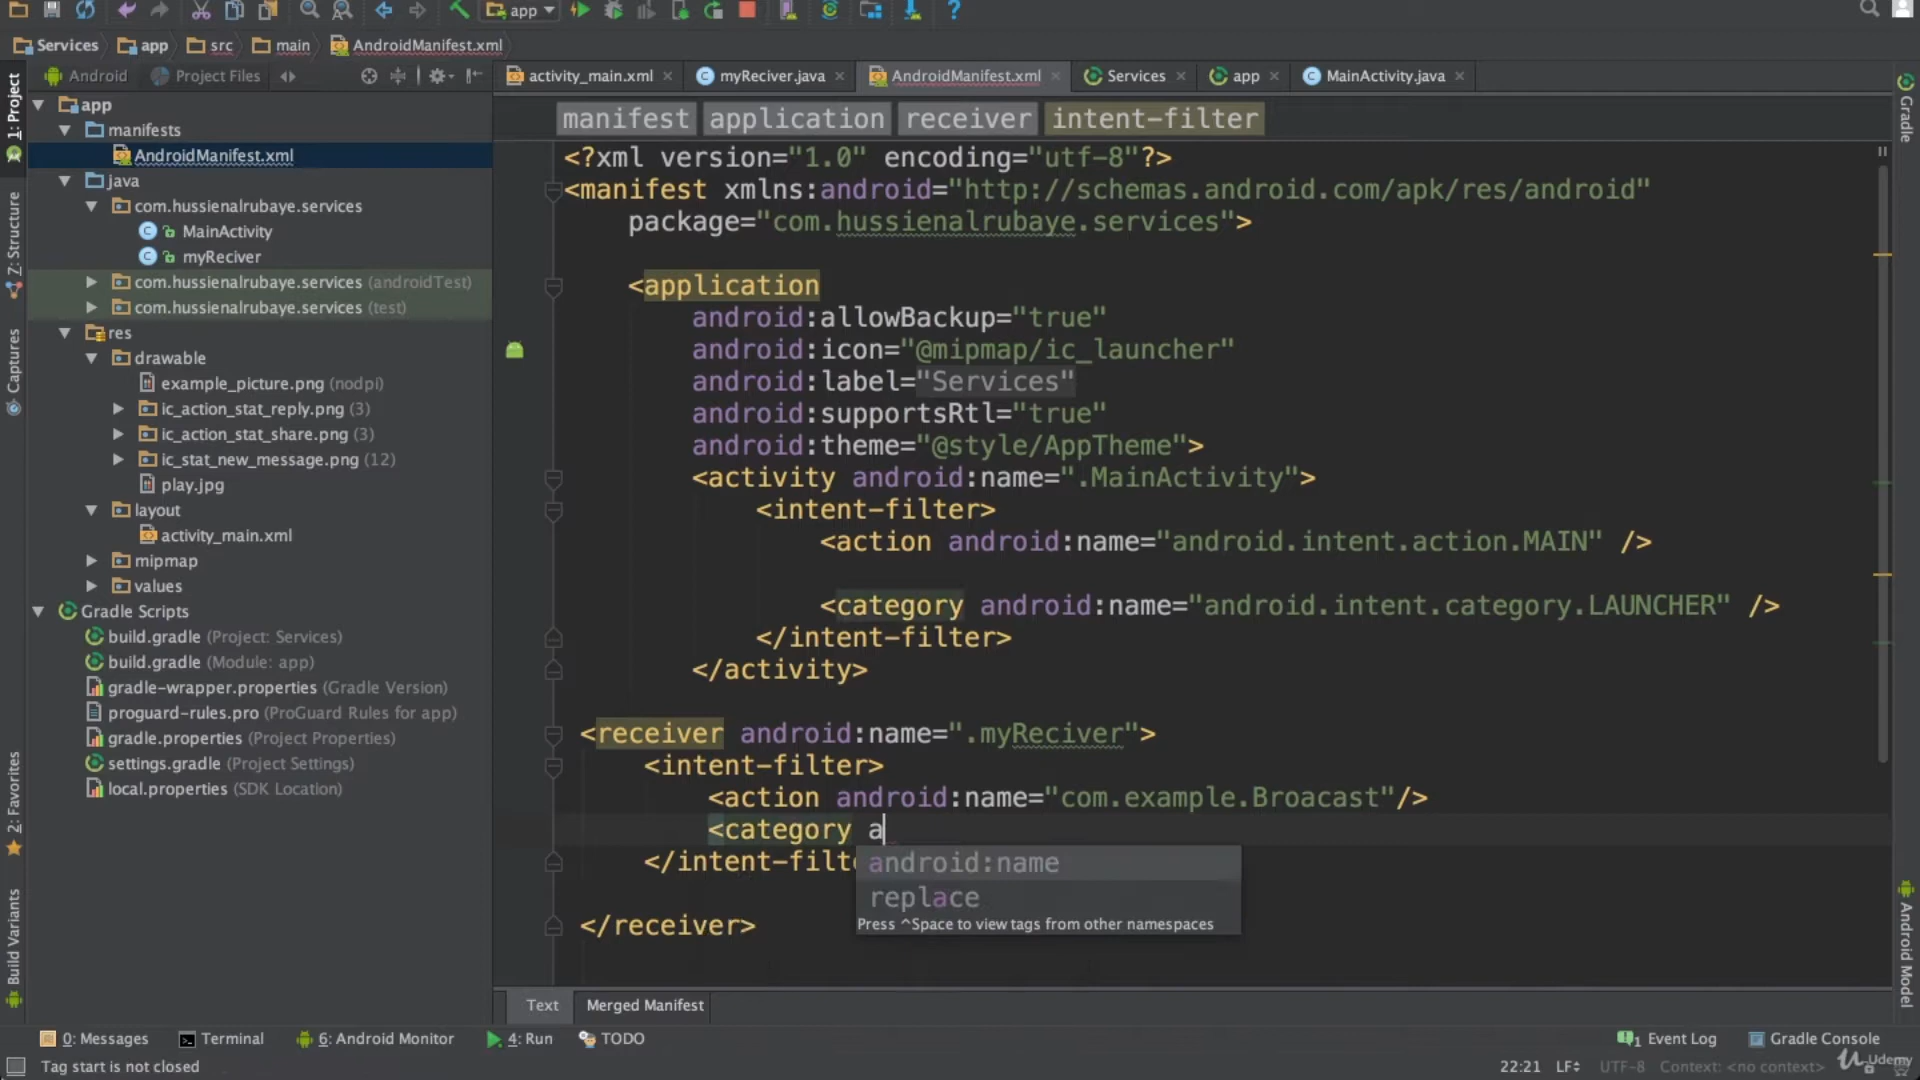 app
Services app src main AndroidManifest.xml
Android Project Files
activity_main.xml myReciver.java AndroidManifest.xml Services app MainActivity.java
manifest application receiver intent-filter
1: Project
Z: Structure
Captures
2: Favorites
Build Variants
app
manifests
AndroidManifest.xml
java
com.hussienalrubaye.services
MainActivity
myReciver
com.hussienalrubaye.services (androidTest)
com.hussienalrubaye.services (test)
res
drawable
example_picture.png (nodpi)
ic_action_stat_reply.png (3)
ic_action_stat_share.png (3)
ic_stat_new_message.png (12)
play.jpg
layout
activity_main.xml
mipmap
values
Gradle Scripts
build.gradle (Project: Services)
build.gradle (Module: app)
gradle-wrapper.properties (Gradle Version)
proguard-rules.pro (ProGuard Rules for app)
gradle.properties (Project Properties)
settings.gradle (Project Settings)
local.properties (SDK Location)
<?xml version="1.0" encoding="utf-8"?>
<manifest xmlns:android="http://schemas.android.com/apk/res/android"
package="com.hussienalrubaye.services">
<application
android:allowBackup="true"
android:icon="@mipmap/ic_launcher"
android:label="Services"
android:supportsRtl="true"
android:theme="@style/AppTheme">
<activity android:name=".MainActivity">
<intent-filter>
<action android:name="android.intent.action.MAIN" />
<category android:name="android.intent.category.LAUNCHER" />
</intent-filter>
</activity>
<receiver android:name=".myReciver">
<intent-filter>
<action android:name="com.example.Broacast"/>
<category a
</intent-filte
android:name
replace
Press ^Space to view tags from other namespaces
</receiver>
Gradle
Android Model
Text Merged Manifest
0: Messages Terminal 6: Android Monitor 4: Run TODO 1 Event Log Gradle Console
Tag start is not closed 22:21 LF UTF-8 Context: <no context>
Udemy